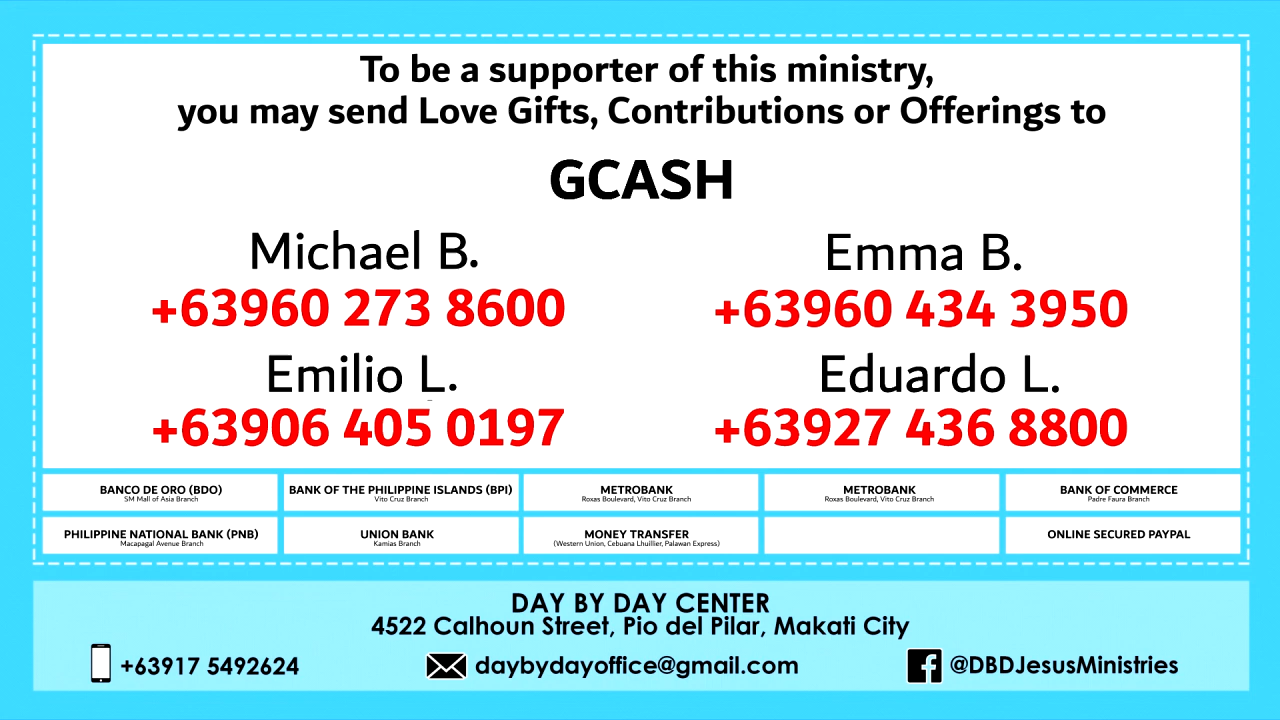 To be a supporter of this ministry,
you may send Love Gifts, Contributions or Offerings to
GCASH
Michael B.
+63960 273 8600
Emma B.
+63960 434 3950
Emilio L.
+63906 405 0197
Eduardo L.
+63927 436 8800
BANCO DE ORO (BDO)
SM Mall of Asia Branch
BANK OF THE PHILIPPINE ISLANDS (BPI)
Vito Cruz Branch
METROBANK
Roxas Boulevard, Vito Cruz Branch
METROBANK
Roxas Boulevard, Vito Cruz Branch
BANK OF COMMERCE
Padre Faura Branch
PHILIPPINE NATIONAL BANK (PNB)
Macapagal Avenue Branch
UNION BANK
Kamias Branch
MONEY TRANSFER
(Western Union, Cebuana Lhuillier, Palawan Express)
ONLINE SECURED PAYPAL
DAY BY DAY CENTER
4522 Calhoun Street, Pio del Pilar, Makati City
+63917 5492624
daybydayoffice@gmail.com
@DBDJesusMinistries